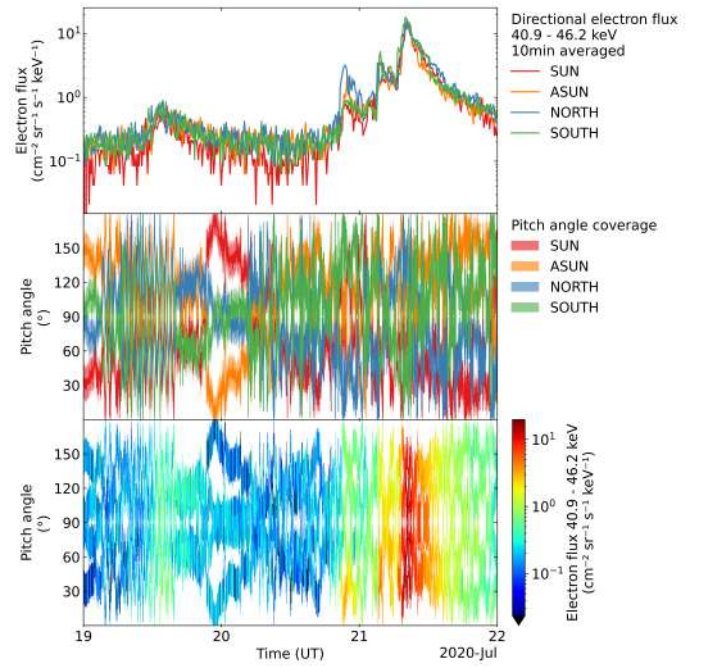 Directional electron flux
40.9 - 46.2 keV
10min averaged
SUN
ASUN
NORTH
SOUTH
Electron flux
(cm⁻² sr⁻¹ s⁻¹ keV⁻¹)
10¹
10⁰
10⁻¹
Pitch angle coverage
SUN
ASUN
NORTH
SOUTH
Pitch angle
(°)
150
120
90
60
30
Pitch angle
(°)
150
120
90
60
30
10¹
10⁰
10⁻¹
Electron flux 40.9 - 46.2 keV
(cm⁻² sr⁻¹ s⁻¹ keV⁻¹)
19 20 21 22
Time (UT)
2020-Jul